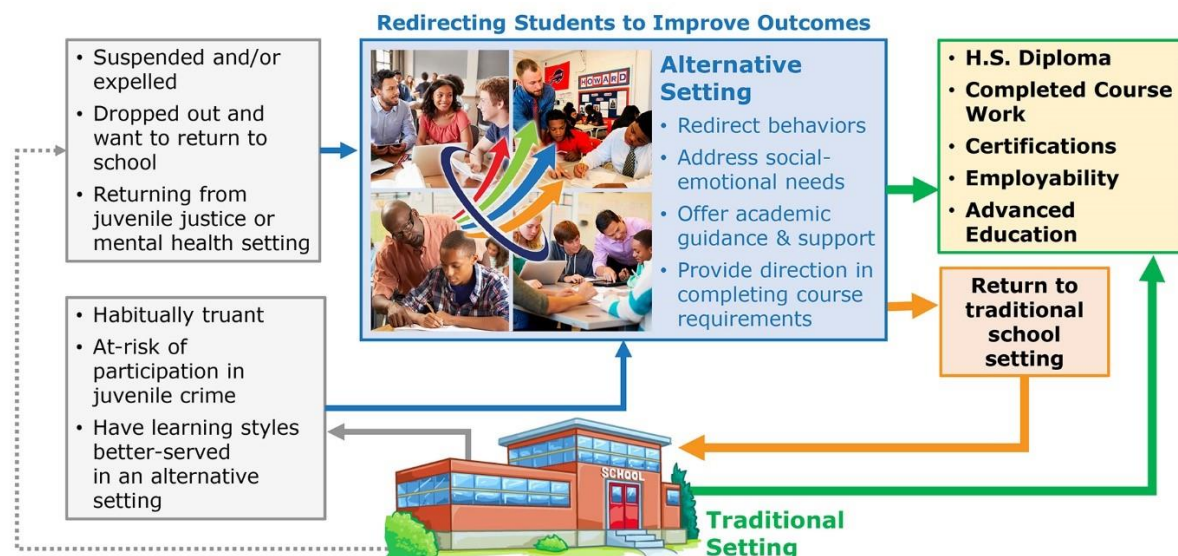 Redirecting Students to Improve Outcomes
• Suspended and/or
expelled
• Dropped out and
want to return to
school
• Returning from
juvenile justice or
mental health setting
• Habitually truant
• At-risk of
participation in
juvenile crime
• Have learning styles
better-served
in an alternative
setting
HOWARD
Alternative
Setting
• Redirect behaviors
• Address social-
emotional needs
• Offer academic
guidance & support
• Provide direction in
completing course
requirements
• H.S. Diploma
• Completed Course
Work
• Certifications
• Employability
• Advanced
Education
Return to
traditional
school
setting
SCHOOL
Traditional
Setting